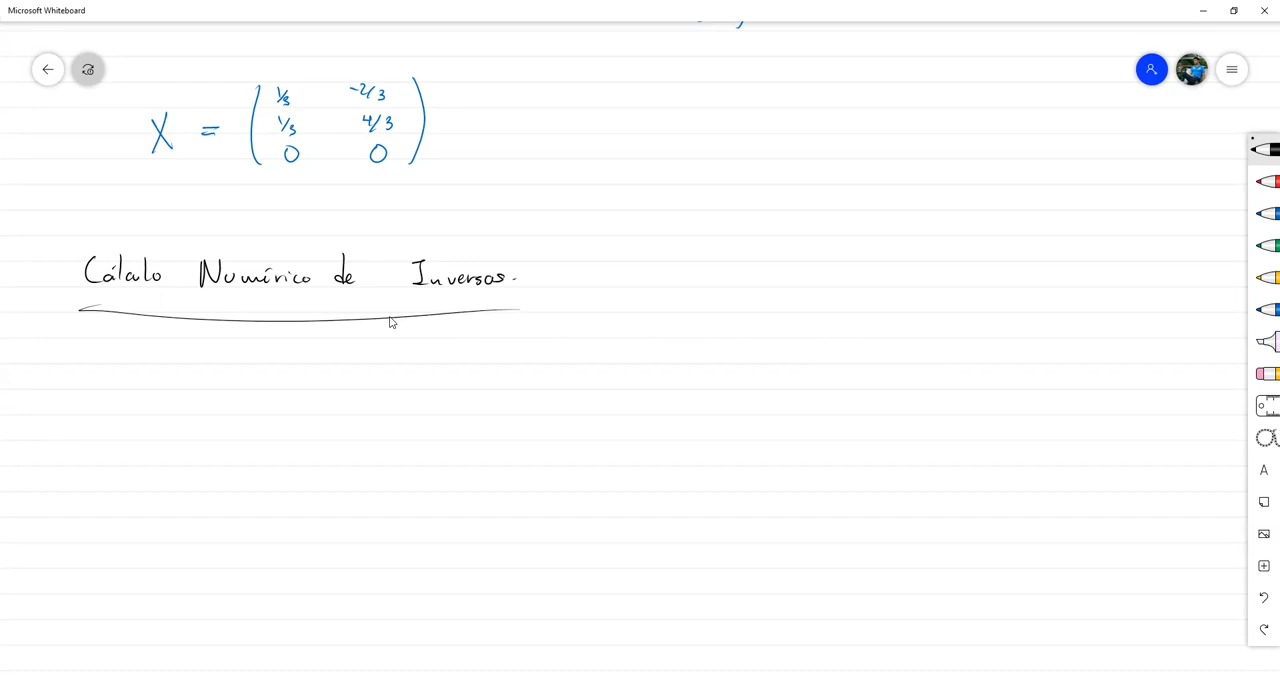 Microsoft Whiteboard
X = ( 1/3 -2/3
1/3 4/3
0 0 )
Cálculo Numérico de Inversos.
A